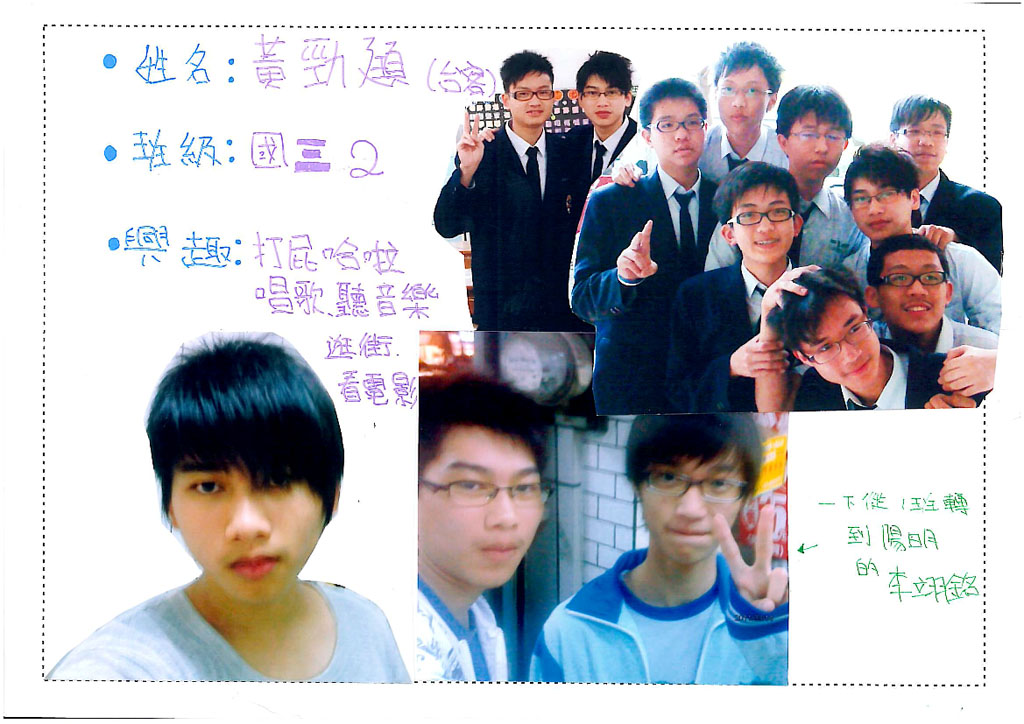 • 姓名：黃勁頲（台客）
• 班級：國三 2
• 興趣：打屁哈啦
唱歌、聽音樂
逛街.
看電影
一下從1班轉
到陽明
的
李翊銘